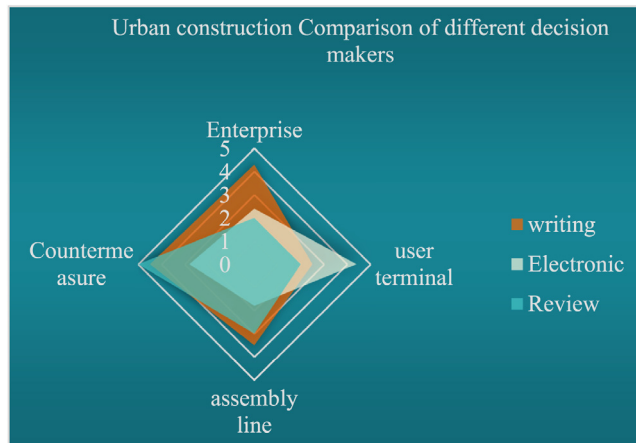 Urban construction Comparison of different decision
makers
Enterprise
5
4
3
2
1
0
Counterme
asure
user
terminal
assembly
line
writing
Electronic
Review